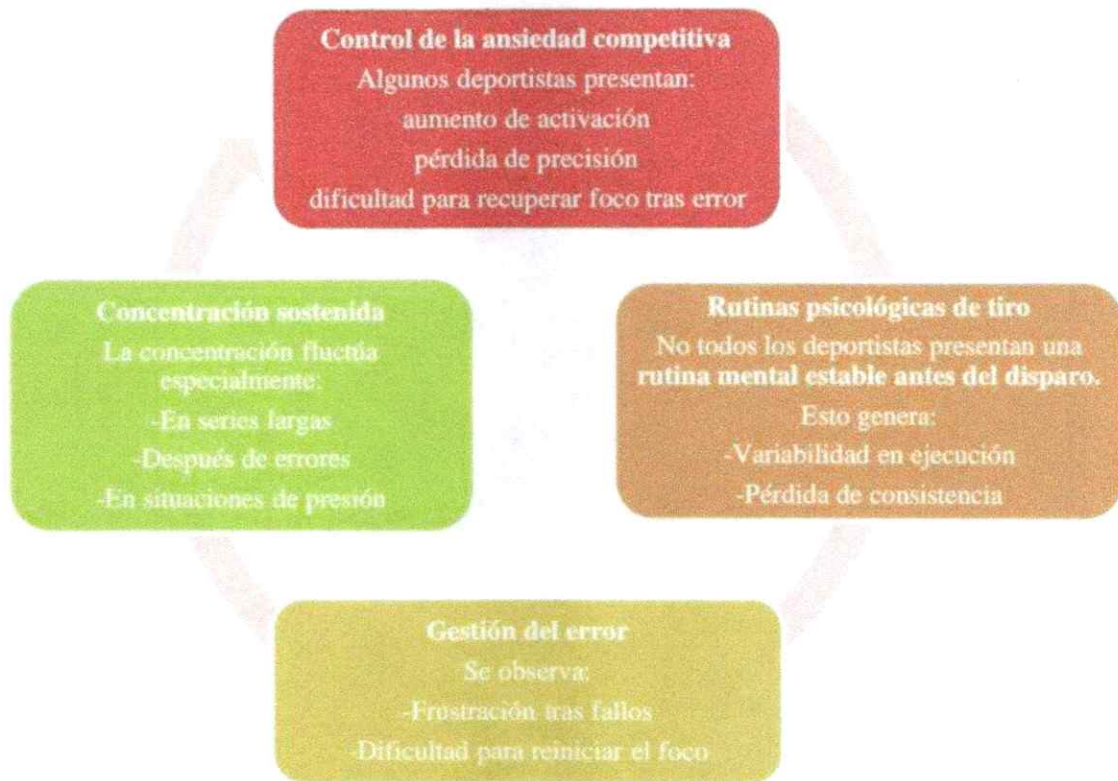 Control de la ansiedad competitiva
Algunos deportistas presentan:
aumento de activación
pérdida de precisión
dificultad para recuperar foco tras error
Rutinas psicológicas de tiro
No todos los deportistas presentan una
rutina mental estable antes del disparo.
Esto genera:
-Variabilidad en ejecución
-Pérdida de consistencia
Gestión del error
Se observa:
-Frustración tras fallos
-Dificultad para reiniciar el foco
Concentración sostenida
La concentración fluctúa
especialmente:
-En series largas
-Después de errores
-En situaciones de presión